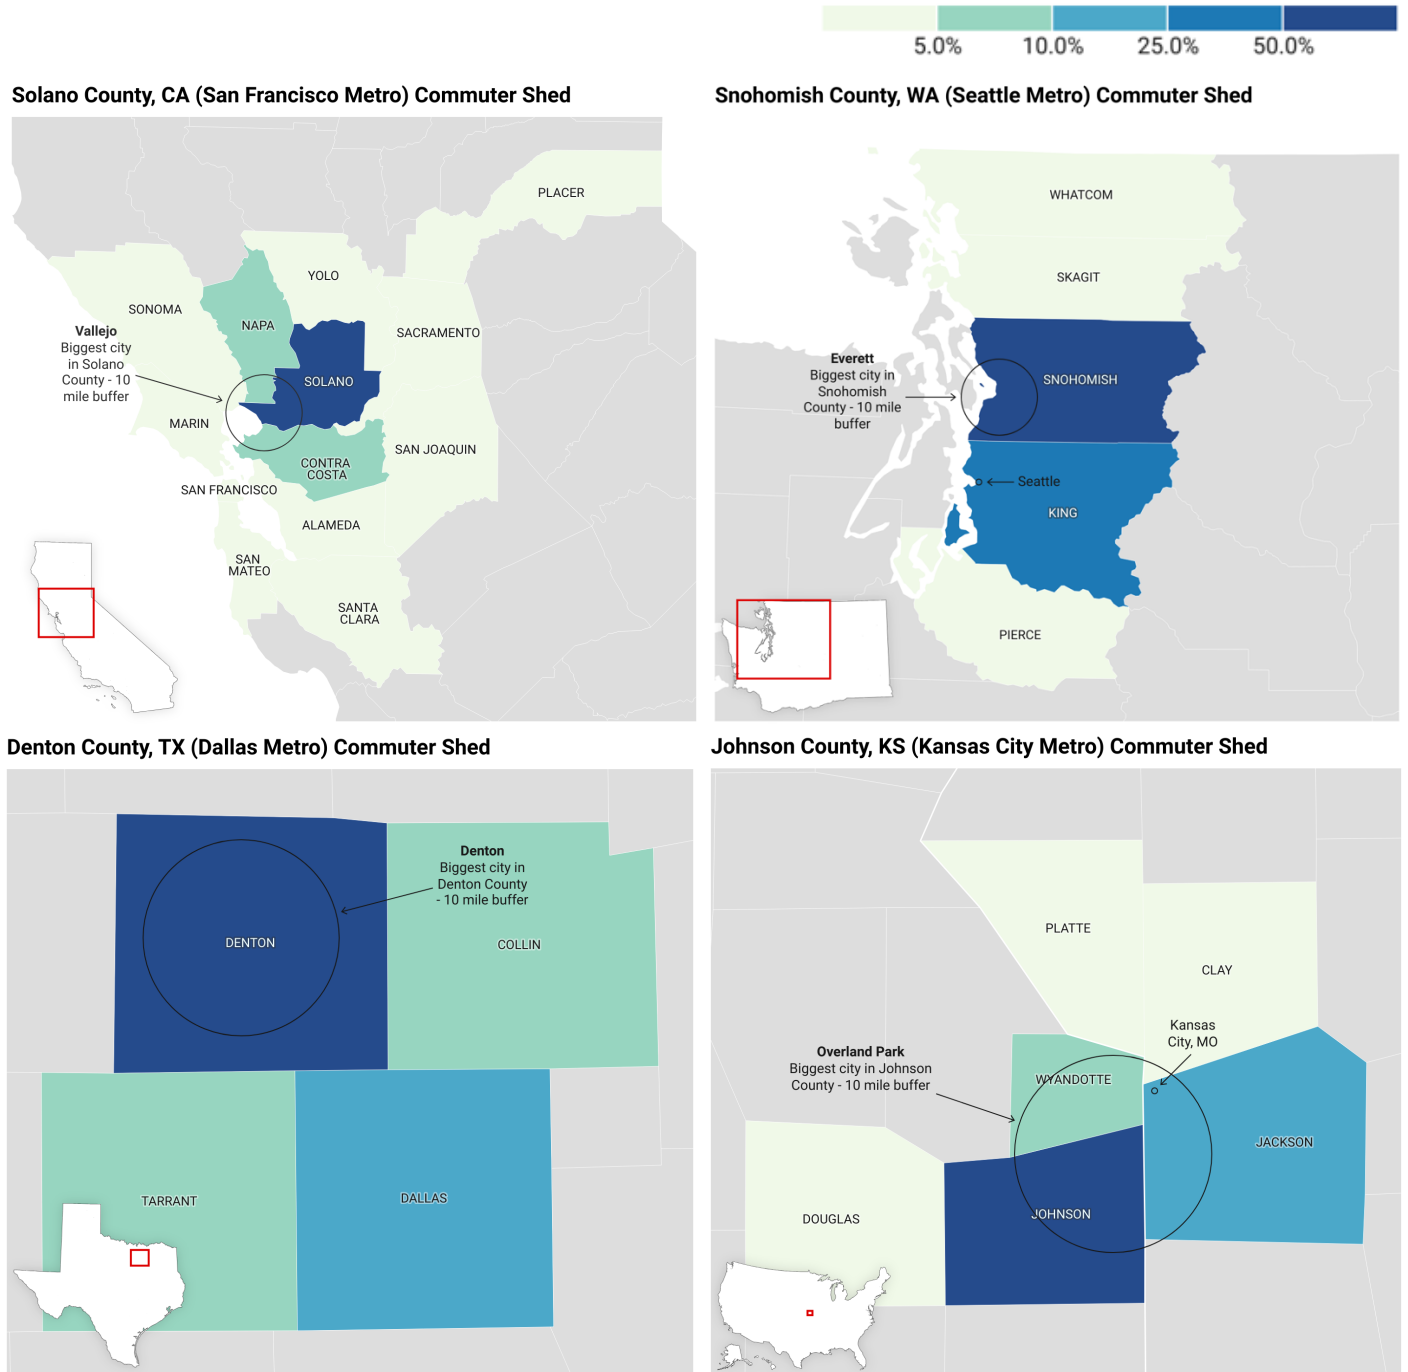 5.0% 10.0% 25.0% 50.0%
Solano County, CA (San Francisco Metro) Commuter Shed
PLACER
YOLO
SONOMA
NAPA
SACRAMENTO
Vallejo
Biggest city
in Solano
County - 10
mile buffer
SOLANO
MARIN
SAN JOAQUIN
CONTRA
COSTA
SAN FRANCISCO
ALAMEDA
SAN
MATEO
SANTA
CLARA
Snohomish County, WA (Seattle Metro) Commuter Shed
WHATCOM
SKAGIT
Everett
Biggest city in
Snohomish
County - 10 mile
buffer
SNOHOMISH
Seattle
KING
PIERCE
Denton County, TX (Dallas Metro) Commuter Shed
Denton
Biggest city in
Denton County
- 10 mile buffer
DENTON
COLLIN
TARRANT
DALLAS
Johnson County, KS (Kansas City Metro) Commuter Shed
PLATTE
CLAY
Kansas
City, MO
Overland Park
Biggest city in Johnson
County - 10 mile buffer
WYANDOTTE
JACKSON
JOHNSON
DOUGLAS